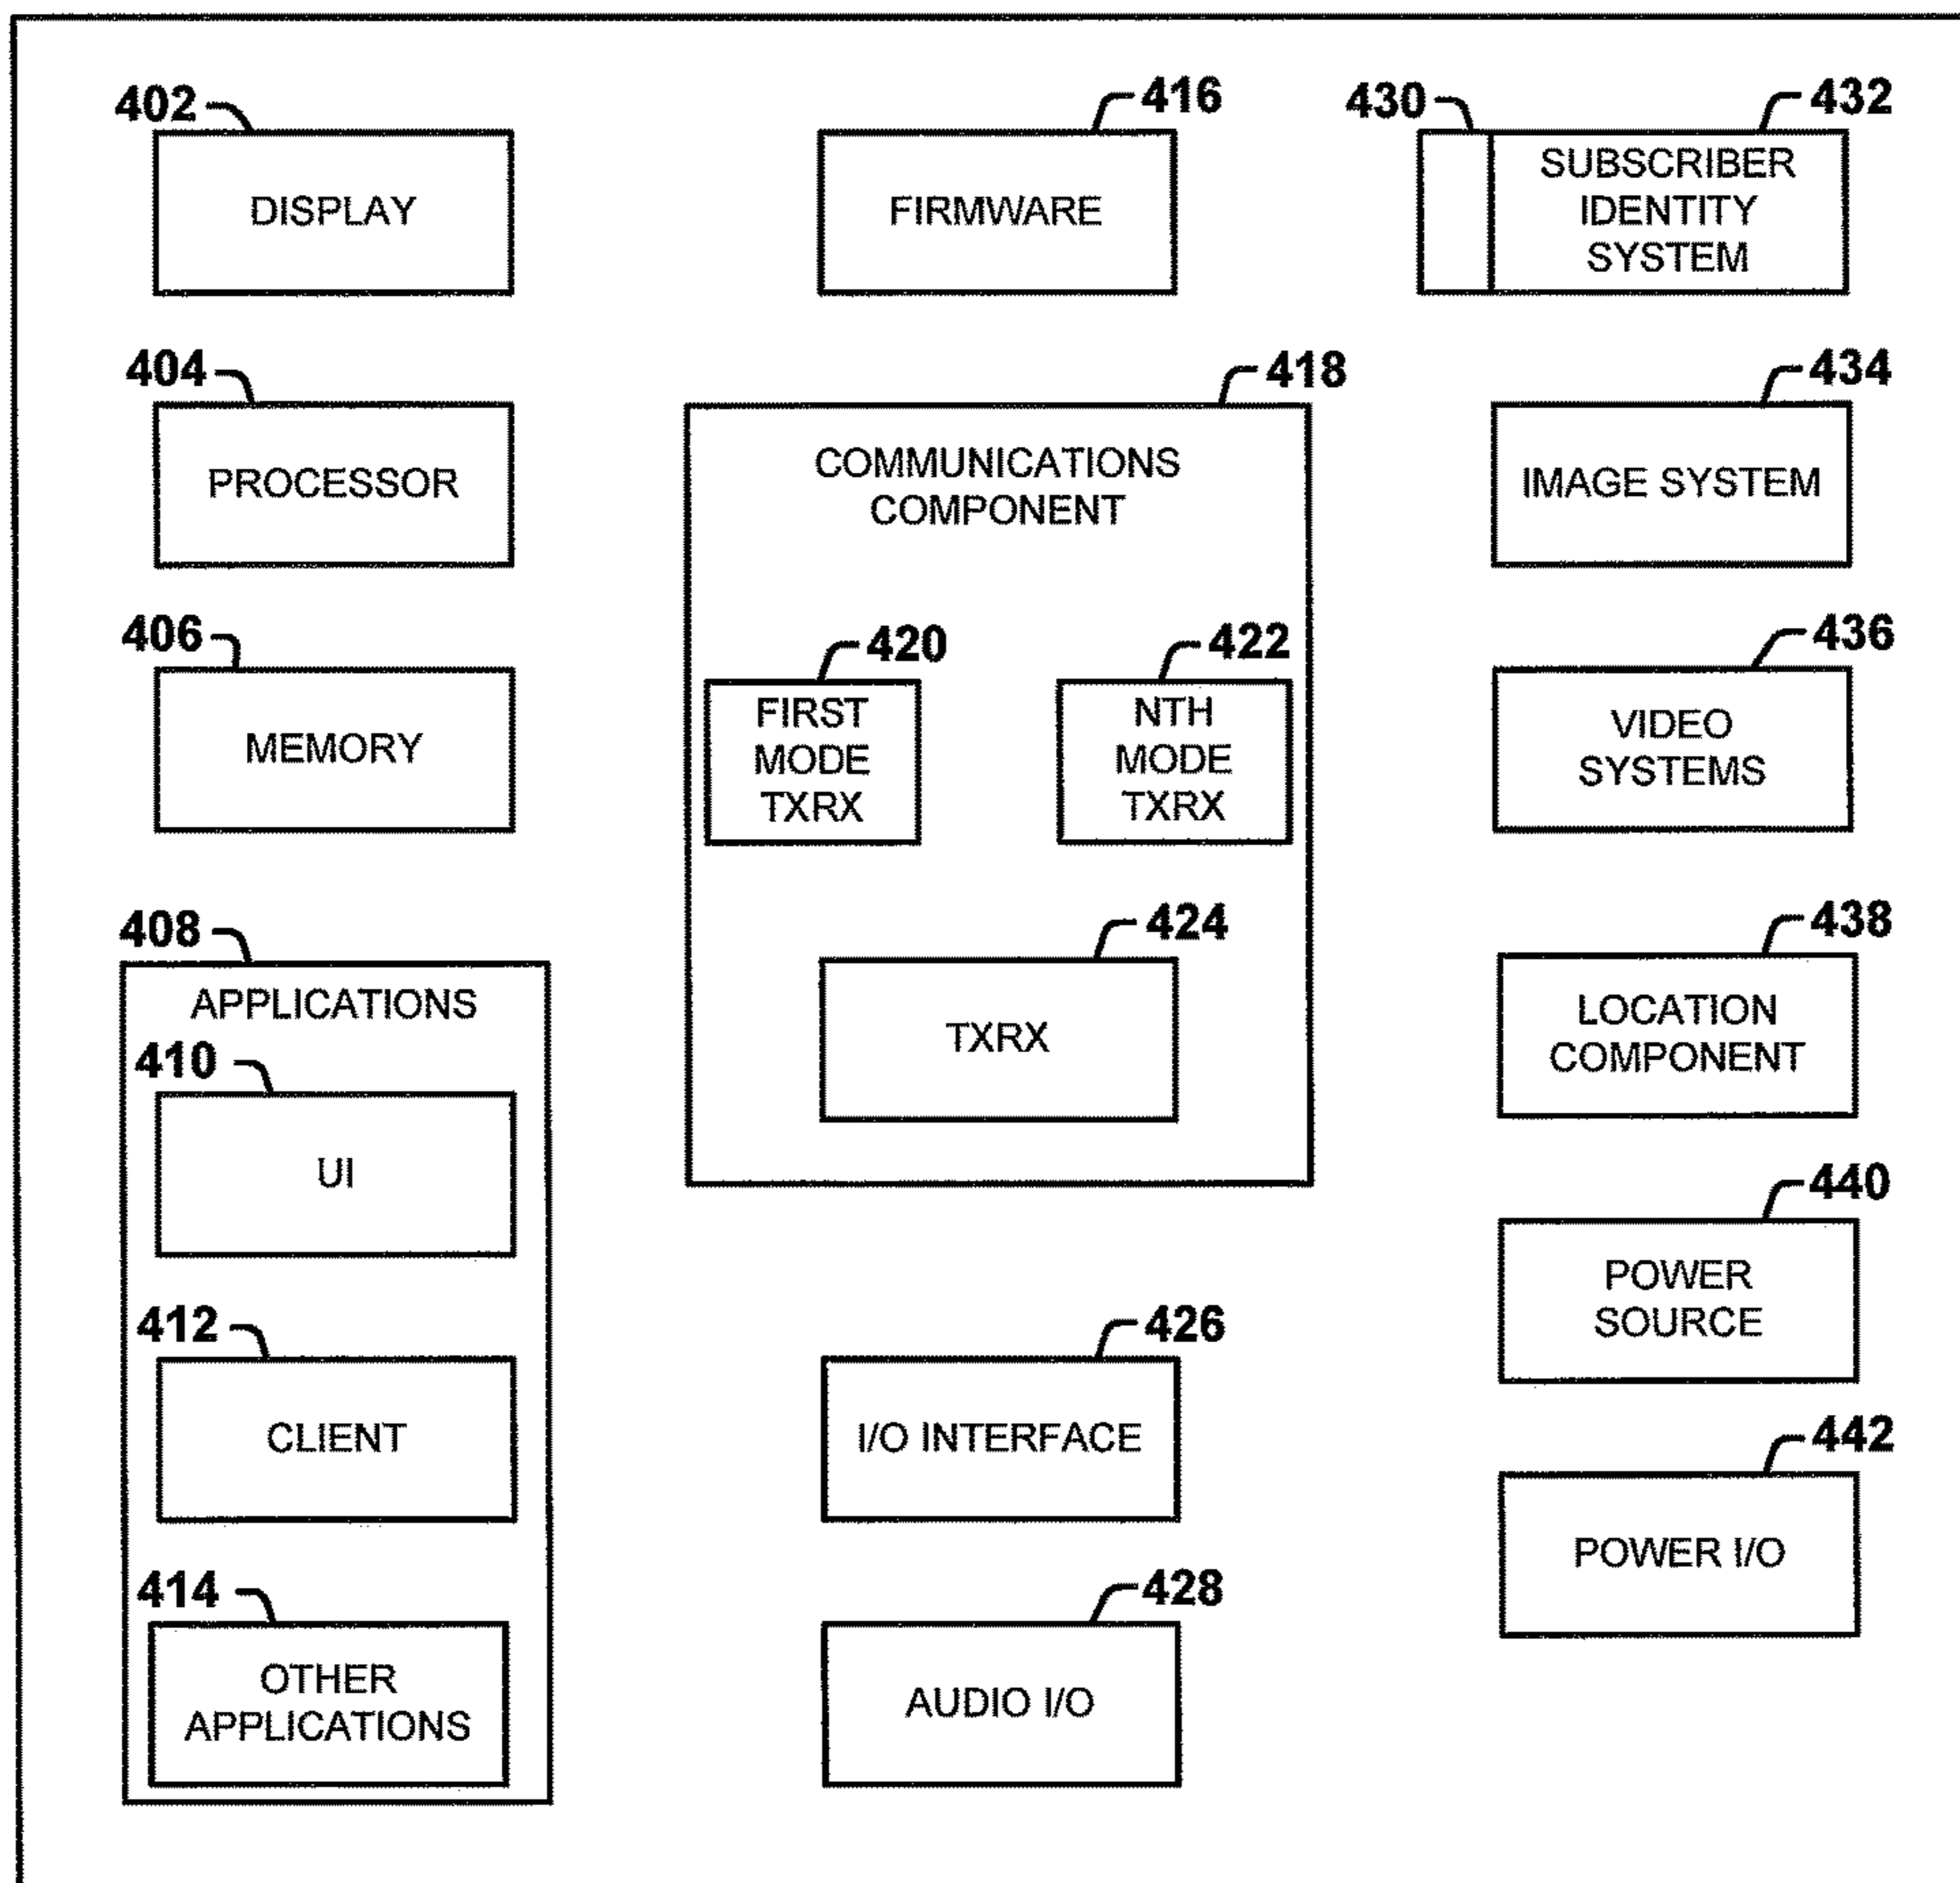 402
DISPLAY
404
PROCESSOR
406
MEMORY
408
APPLICATIONS
410
UI
412
CLIENT
414
OTHER
APPLICATIONS
416
FIRMWARE
418
COMMUNICATIONS
COMPONENT
420
FIRST
MODE
TXRX
422
NTH
MODE
TXRX
424
TXRX
426
I/O INTERFACE
428
AUDIO I/O
430
432
SUBSCRIBER
IDENTITY
SYSTEM
434
IMAGE SYSTEM
436
VIDEO
SYSTEMS
438
LOCATION
COMPONENT
440
POWER
SOURCE
442
POWER I/O